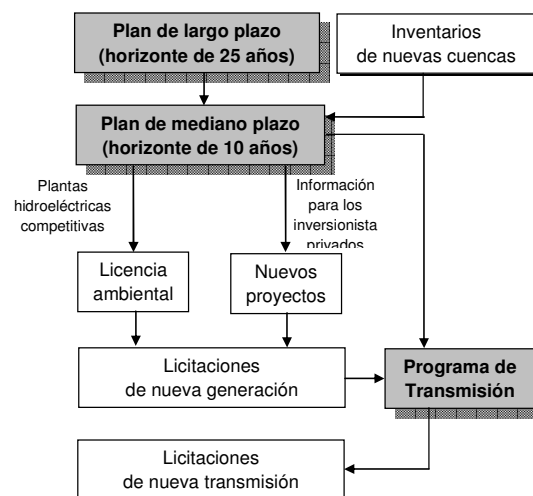 Plan de largo plazo
(horizonte de 25 años)
Inventarios
de nuevas cuencas
Plan de mediano plazo
(horizonte de 10 años)
Plantas
hidroeléctricas
competitivas
Información
para los
inversionista
privados
Licencia
ambiental
Nuevos
proyectos
Licitaciones
de nueva generación
Programa de
Transmisión
Licitaciones
de nueva transmisión